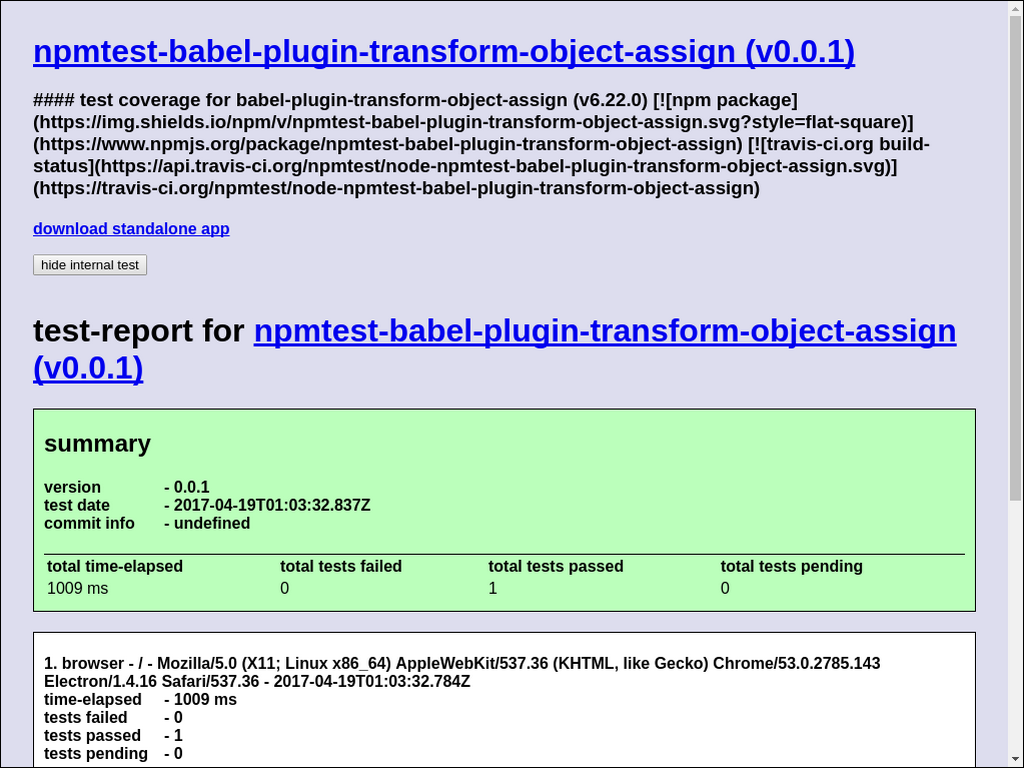 npmtest-babel-plugin-transform-object-assign (v0.0.1)
#### test coverage for babel-plugin-transform-object-assign (v6.22.0) [![npm package]
(https://img.shields.io/npm/v/npmtest-babel-plugin-transform-object-assign.svg?style=flat-square)]
(https://www.npmjs.org/package/npmtest-babel-plugin-transform-object-assign) [![travis-ci.org build-
status](https://api.travis-ci.org/npmtest/node-npmtest-babel-plugin-transform-object-assign.svg)]
(https://travis-ci.org/npmtest/node-npmtest-babel-plugin-transform-object-assign)
download standalone app
hide internal test
test-report for npmtest-babel-plugin-transform-object-assign
(v0.0.1)
summary
version - 0.0.1
test date - 2017-04-19T01:03:32.837Z
commit info - undefined
total time-elapsed total tests failed total tests passed total tests pending
1009 ms 0 1 0
1. browser - / - Mozilla/5.0 (X11; Linux x86_64) AppleWebKit/537.36 (KHTML, like Gecko) Chrome/53.0.2785.143
Electron/1.4.16 Safari/537.36 - 2017-04-19T01:03:32.784Z
time-elapsed - 1009 ms
tests failed - 0
tests passed - 1
tests pending - 0